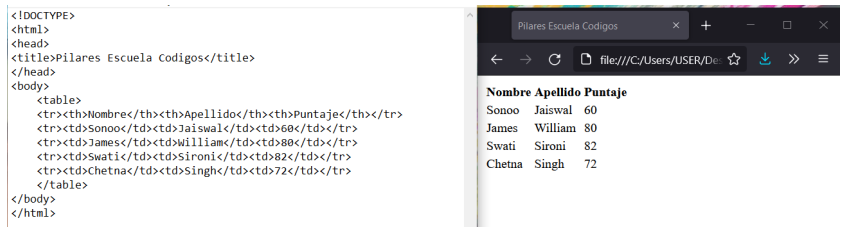 <!DOCTYPE>
<html>
<head>
<title>Pilares Escuela Codigos</title>
</head>
<body>
<table>
<tr><th>Nombre</th><th>Apellido</th><th>Puntaje</th></tr>
<tr><td>Sonoo</td><td>Jaiswal</td><td>60</td></tr>
<tr><td>James</td><td>William</td><td>80</td></tr>
<tr><td>Swati</td><td>Sironi</td><td>82</td></tr>
<tr><td>Chetna</td><td>Singh</td><td>72</td></tr>
</table>
</body>
</html>
Pilares Escuela Codigos
file:///C:/Users/USER/Des
Nombre Apellido Puntaje
Sonoo Jaiswal 60
James William 80
Swati Sironi 82
Chetna Singh 72